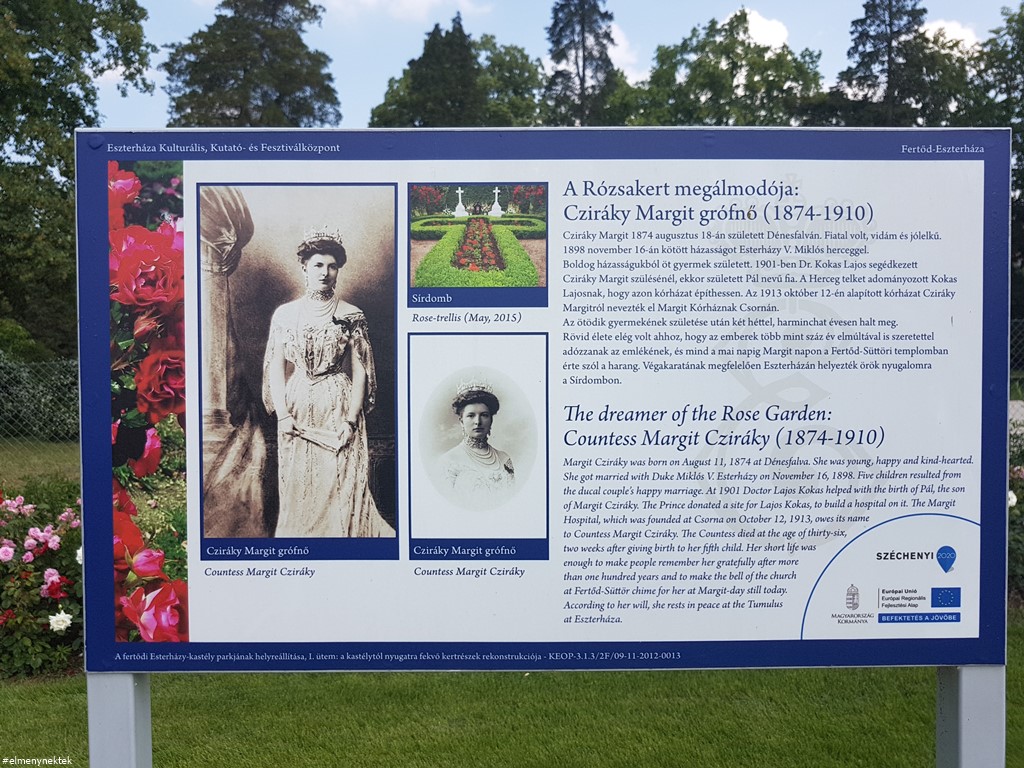 Eszterháza Kulturális, Kutató- és Fesztiválközpont
Fertőd-Eszterháza
Sírdomb
Rose-trellis (May, 2015)
Cziráky Margit grófnő
Countess Margit Cziráky
Cziráky Margit grófnő
Countess Margit Cziráky
A Rózsakert megálmodója:
Cziráky Margit grófnő (1874-1910)
Cziráky Margit 1874 augusztus 18-án született Dénesfalván. Fiatal volt, vidám és jólelkű.
1898 november 16-án kötött házasságot Esterházy V. Miklós herceggel.
Boldog házasságukból öt gyermek született. 1901-ben Dr. Kokas Lajos segédkezett
Cziráky Margit szülésénél, ekkor született Pál nevű fia. A Herceg telket adományozott Kokas
Lajosnak, hogy azon kórházat építhessen. Az 1913 október 12-én alapított kórházat Cziráky
Margitról nevezték el Margit Kórháznak Csornán.
Az ötödik gyermekének születése után két héttel, harminchat évesen halt meg.
Rövid élete elég volt ahhoz, hogy az emberek több mint száz év elmúltával is szeretettel
adózzanak az emlékének, és mind a mai napig Margit napon a Fertőd-Süttöri templomban
érte szól a harang. Végakaratának megfelelően Eszterházán helyezték örök nyugalomra
a Sírdombon.
The dreamer of the Rose Garden:
Countess Margit Cziráky (1874-1910)
Margit Cziráky was born on August 11, 1874 at Dénesfalva. She was young, happy and kind-hearted.
She got married with Duke Miklós V. Esterházy on November 16, 1898. Five children resulted from
the ducal couple's happy marriage. At 1901 Doctor Lajos Kokas helped with the birth of Pál, the son
of Margit Cziráky. The Prince donated a site for Lajos Kokas, to build a hospital on it. The Margit
Hospital, which was founded at Csorna on October 12, 1913, owes its name
to Countess Margit Cziráky. The Countess died at the age of thirty-six,
two weeks after giving birth to her fifth child. Her short life was
enough to make people remember her gratefully after more
than one hundred years and to make the bell of the church
at Fertőd-Süttör chime for her at Margit-day still today.
According to her will, she rests in peace at the Tumulus
at Eszterháza.
SZÉCHENYI 2020
MAGYARORSZÁG
KORMÁNYA
Európai Unió
Európai Regionális
Fejlesztési Alap
BEFEKTETÉS A JÖVŐBE
A fertődi Esterházy-kastély parkjának helyreállítása, I. ütem: a kastélytól nyugatra fekvő kertrészek rekonstrukciója - KEOP-3.1.3/2F/09-11-2012-0013
#elmenynektek